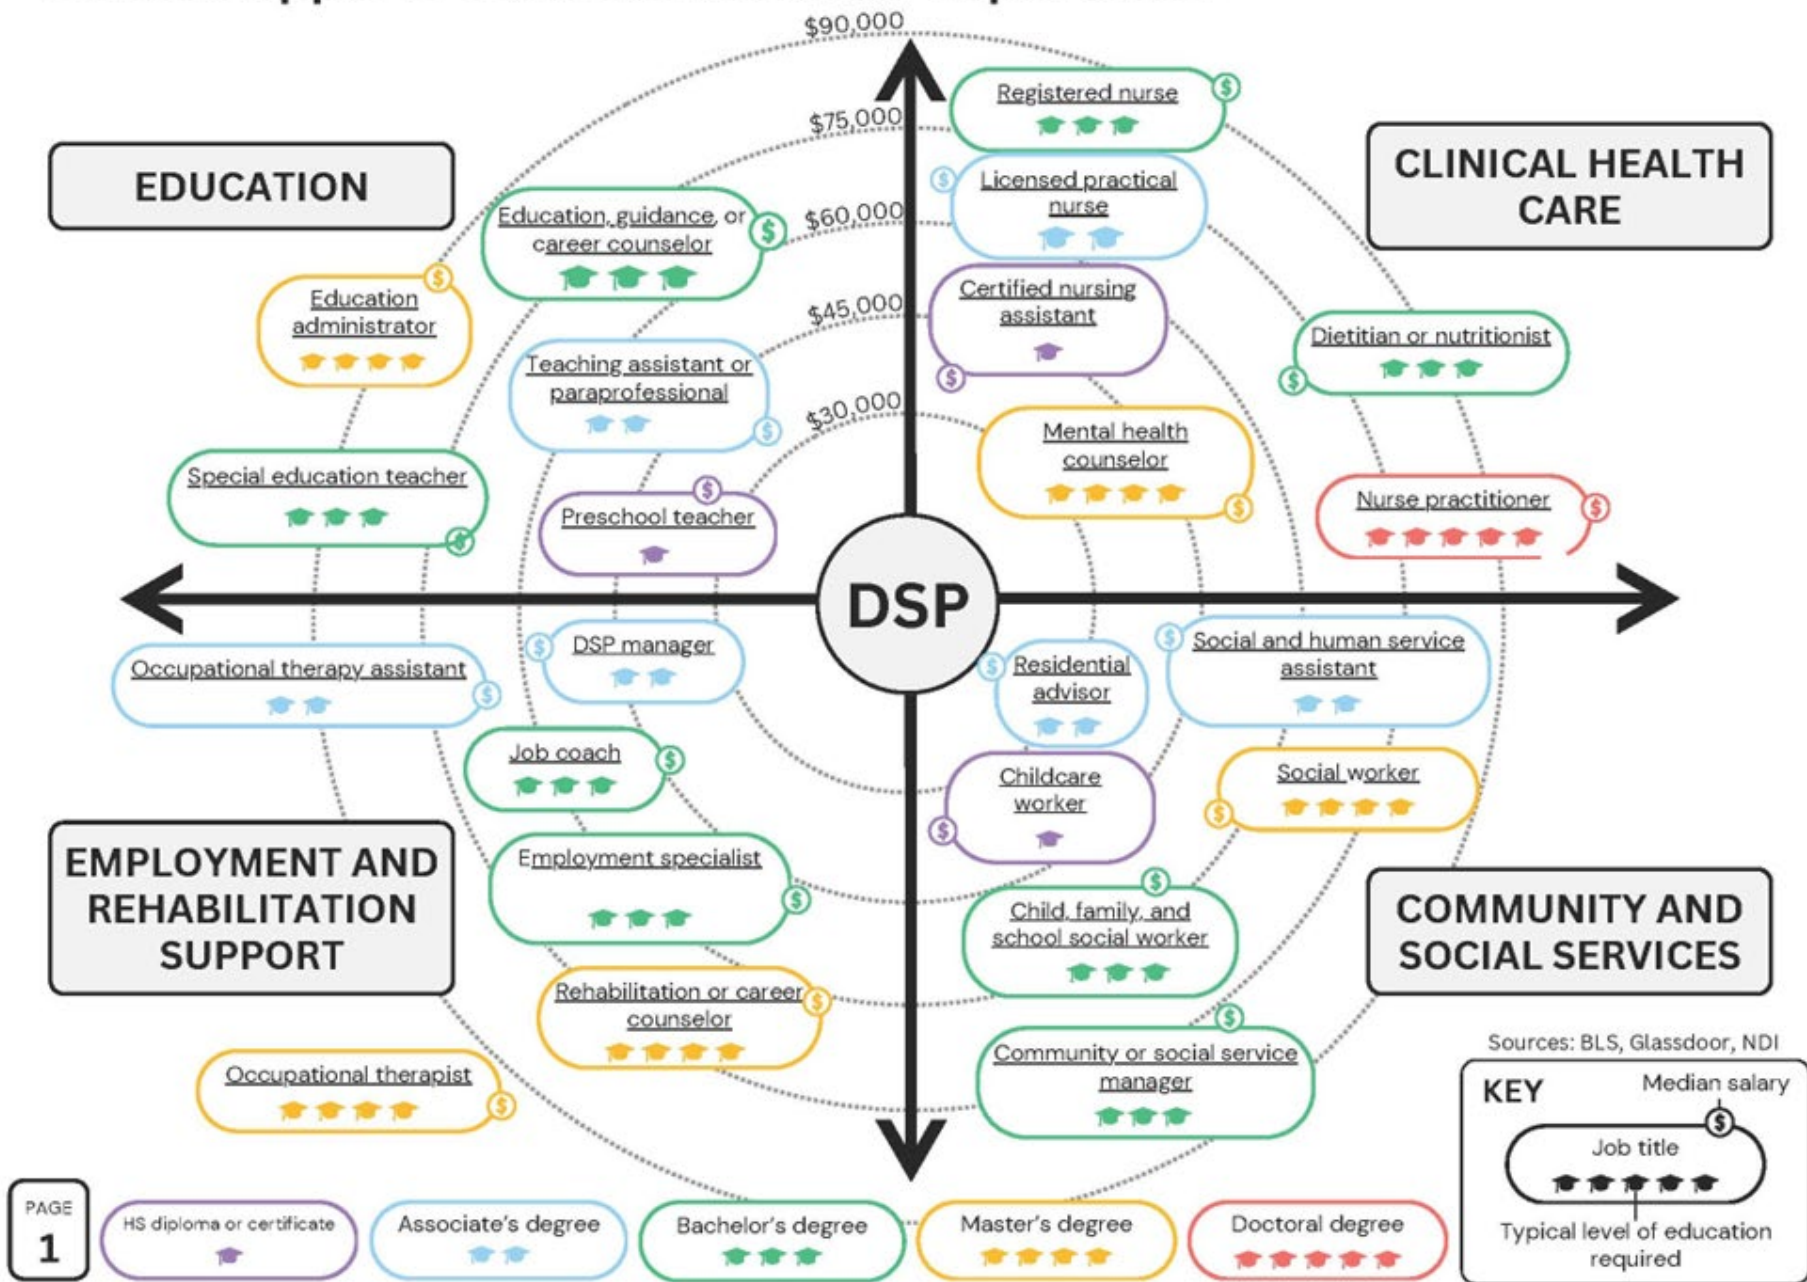 $90,000
$75,000
$60,000
$45,000
$30,000
EDUCATION
Education, guidance, or
career counselor
$
Education
administrator
$
Teaching assistant or
paraprofessional
$
Special education teacher
$
Preschool teacher
$
CLINICAL HEALTH
CARE
Registered nurse
$
Licensed practical
nurse
$
Certified nursing
assistant
$
Dietitian or nutritionist
$
Mental health
counselor
$
Nurse practitioner
$
DSP
EMPLOYMENT AND
REHABILITATION
SUPPORT
DSP manager
$
Occupational therapy assistant
$
Job coach
$
Employment specialist
$
Rehabilitation or career
counselor
$
Occupational therapist
$
COMMUNITY AND
SOCIAL SERVICES
Residential
advisor
$
Social and human service
assistant
$
Childcare
worker
$
Social worker
$
Child, family, and
school social worker
$
Community or social service
manager
$
Sources: BLS, Glassdoor, NDI
KEY
Median salary
$
Job title
Typical level of education
required
PAGE
1
HS diploma or certificate
Associate's degree
Bachelor's degree
Master's degree
Doctoral degree